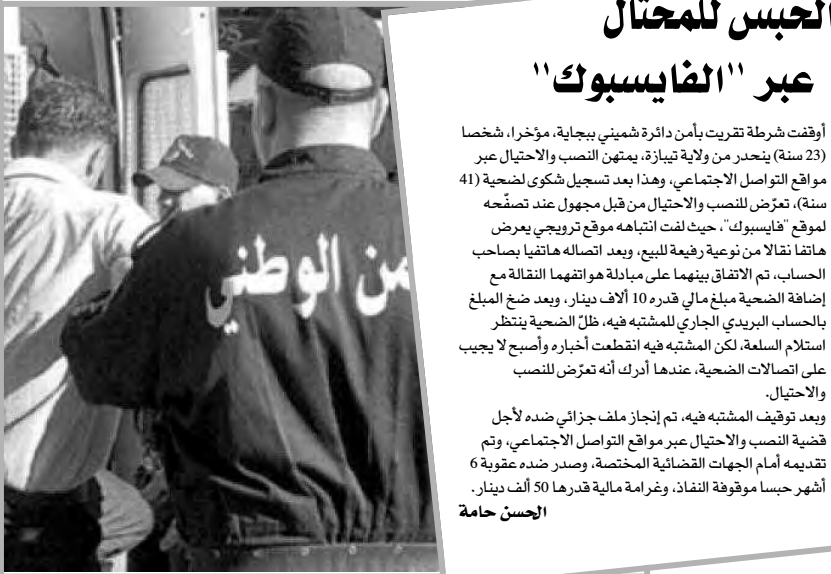 الحبس للمحتال
عبر "الفايسبوك"
أوقفت شرطة تقريت بأمن دائرة شميني ببجاية، مؤخرا، شخصا
(23 سنة) ينحدر من ولاية تيبازة، يمتهن النصب والاحتيال عبر
مواقع التواصل الاجتماعي، وهذا بعد تسجيل شكوى لضحية (41
سنة)، تعرّض للنصب والاحتيال من قبل مجهول عند تصفّحه
لموقع "فايسبوك"، حيث لفت انتباهه موقع ترويجي يعرض
هاتفا نقالا من نوعية رفيعة للبيع، وبعد اتصاله هاتفيا بصاحب
الحساب، تم الاتفاق بينهما على مبادلة هواتفهما النقالة مع
إضافة الضحية مبلغ مالي قدره 10 ألاف دينار، وبعد ضخ المبلغ
بالحساب البريدي الجاري للمشتبه فيه، ظلّ الضحية ينتظر
استلام السلعة، لكن المشتبه فيه انقطعت أخباره وأصبح لا يجيب
على اتصالات الضحية، عندها أدرك أنه تعرّض للنصب
والاحتيال.
وبعد توقيف المشتبه فيه، تم إنجاز ملف جزائي ضده لأجل
قضية النصب والاحتيال عبر مواقع التواصل الاجتماعي، وتم
تقديمه أمام الجهات القضائية المختصة، وصدر ضده عقوبة 6
أشهر حبسا موقوفة النفاذ، وغرامة مالية قدرها 50 ألف دينار.
الحسن حامة
من الوطني